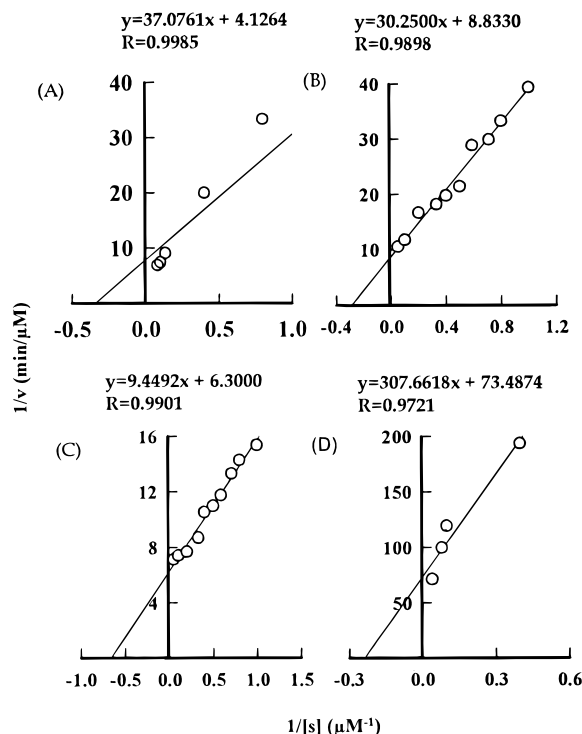 y=37.0761x + 4.1264
R=0.9985
(A)
40
30
20
10
-0.5 0.0 0.5 1.0
y=30.2500x + 8.8330
R=0.9898
(B)
40
30
20
10
-0.4 0.0 0.4 0.8 1.2
1/v (min/µM)
y=9.4492x + 6.3000
R=0.9901
(C)
16
12
8
4
-1.0 -0.5 0.0 0.5 1.0 1.5
y=307.6618x + 73.4874
R=0.9721
(D)
200
150
100
50
-0.3 0.0 0.3 0.6
1/[s] (µM⁻¹)